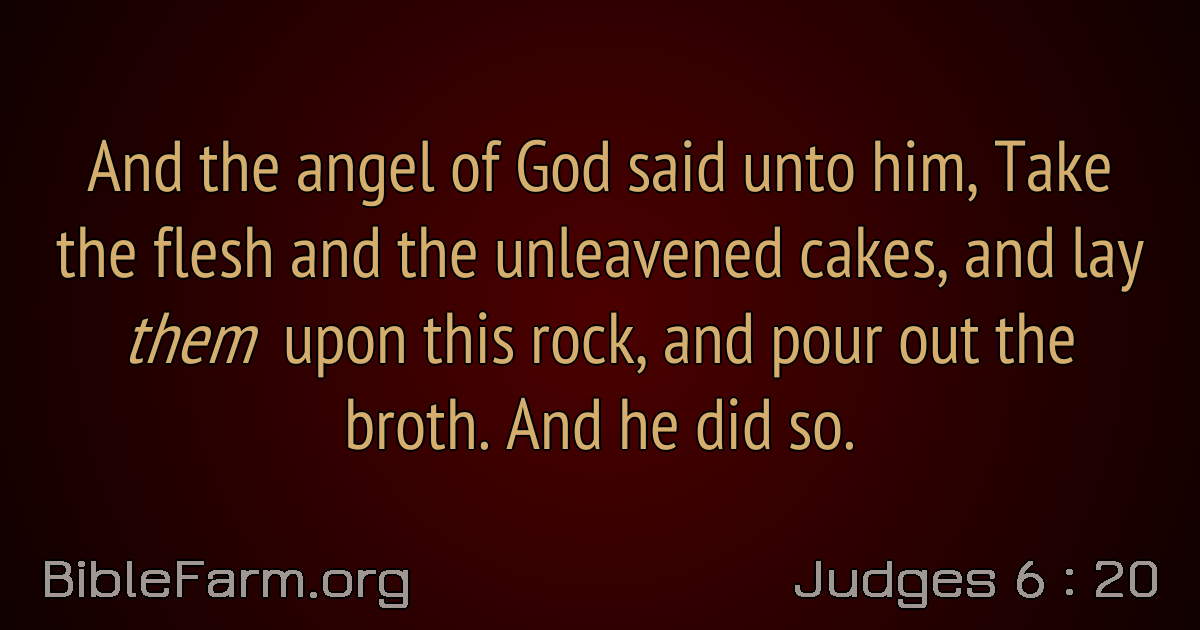 And the angel of God said unto him, Take
the flesh and the unleavened cakes, and lay
them upon this rock, and pour out the
broth. And he did so.
BibleFarm.org
Judges 6 : 20